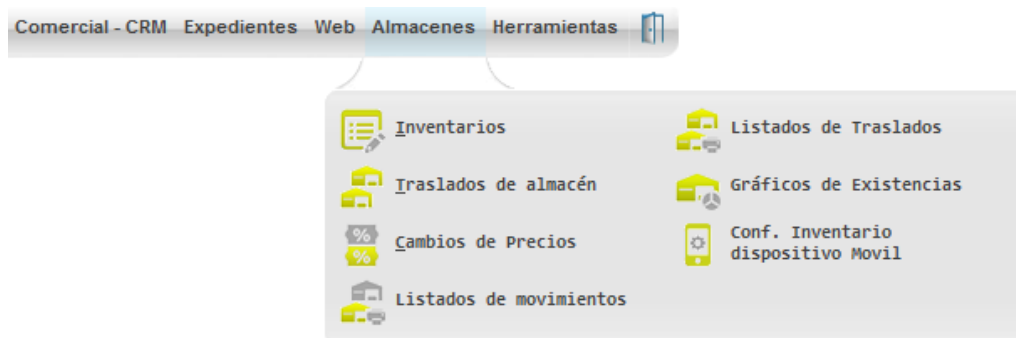 Comercial - CRM Expedientes Web Almacenes Herramientas
Inventarios
Traslados de almacén
Cambios de Precios
Listados de movimientos
Listados de Traslados
Gráficos de Existencias
Conf. Inventario
dispositivo Movil